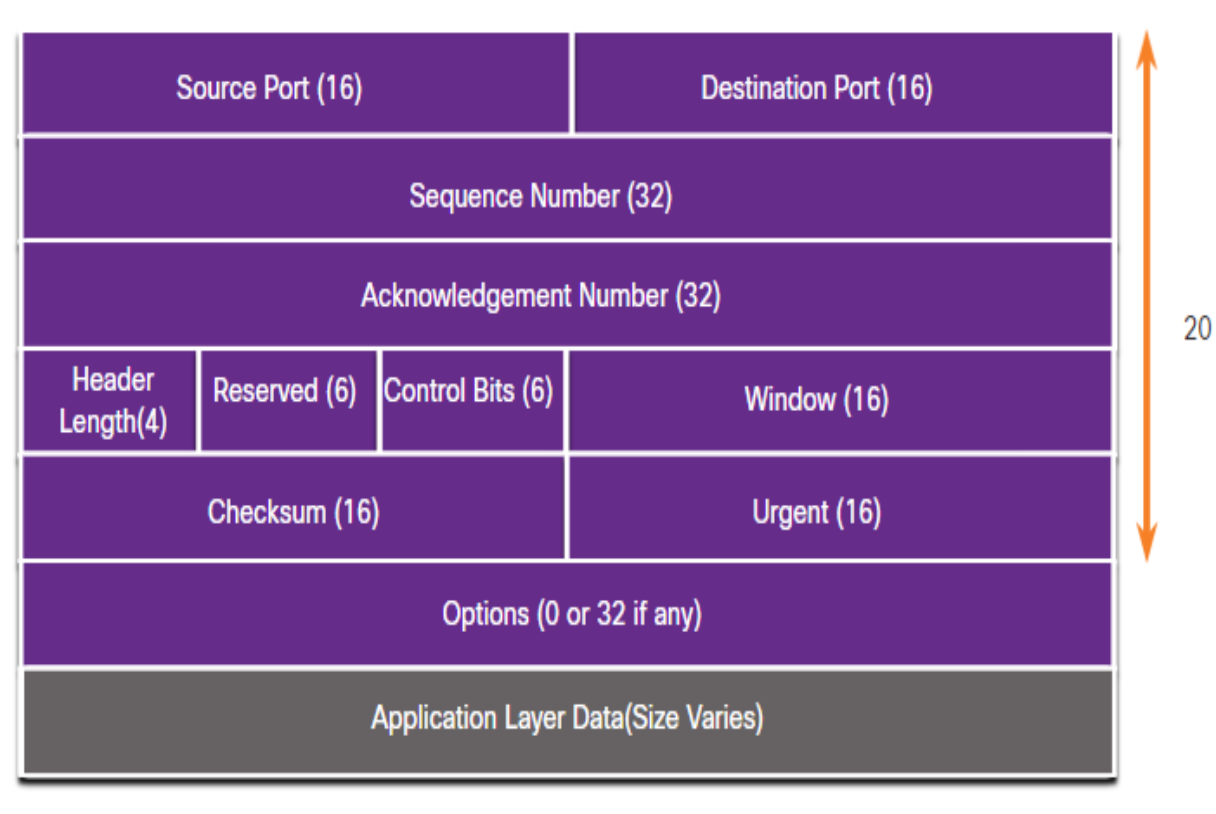 Source Port (16)
Destination Port (16)
Sequence Number (32)
Acknowledgement Number (32)
Header
Length(4)
Reserved (6)
Control Bits (6)
Window (16)
Checksum (16)
Urgent (16)
Options (0 or 32 if any)
Application Layer Data(Size Varies)
20